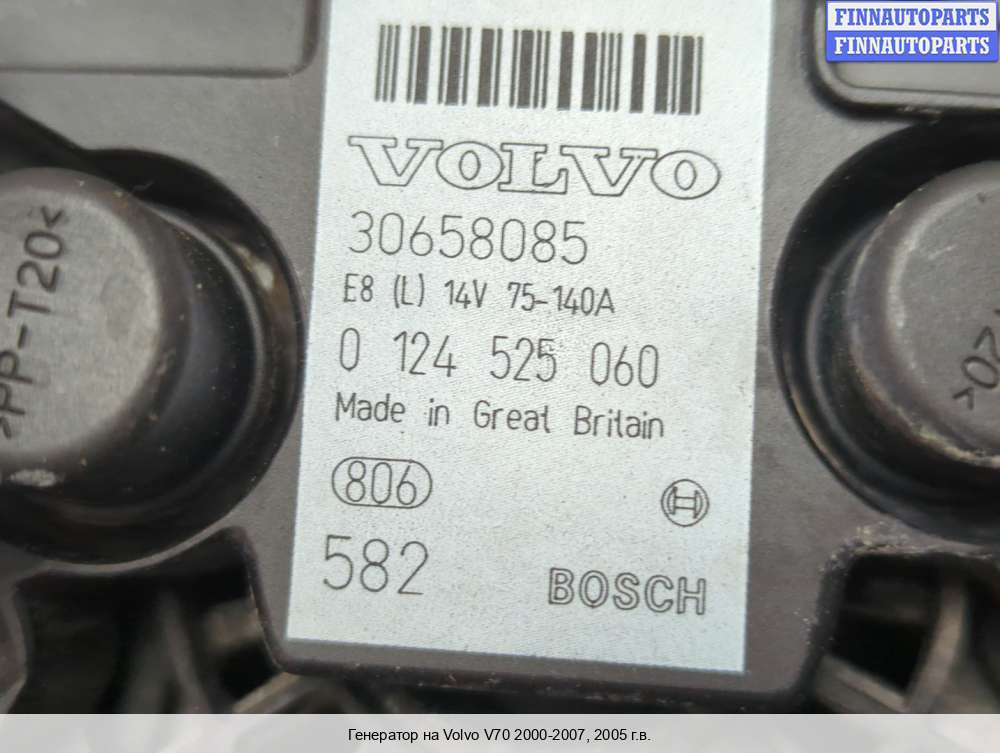 FINNAUTOPARTS
FINNAUTOPARTS
VOLVO
30658085
E8 (L) 14V 75-140A
0 124 525 060
Made in Great Britain
806
582
BOSCH
>PP-T20<
Генератор на Volvo V70 2000-2007, 2005 г.в.